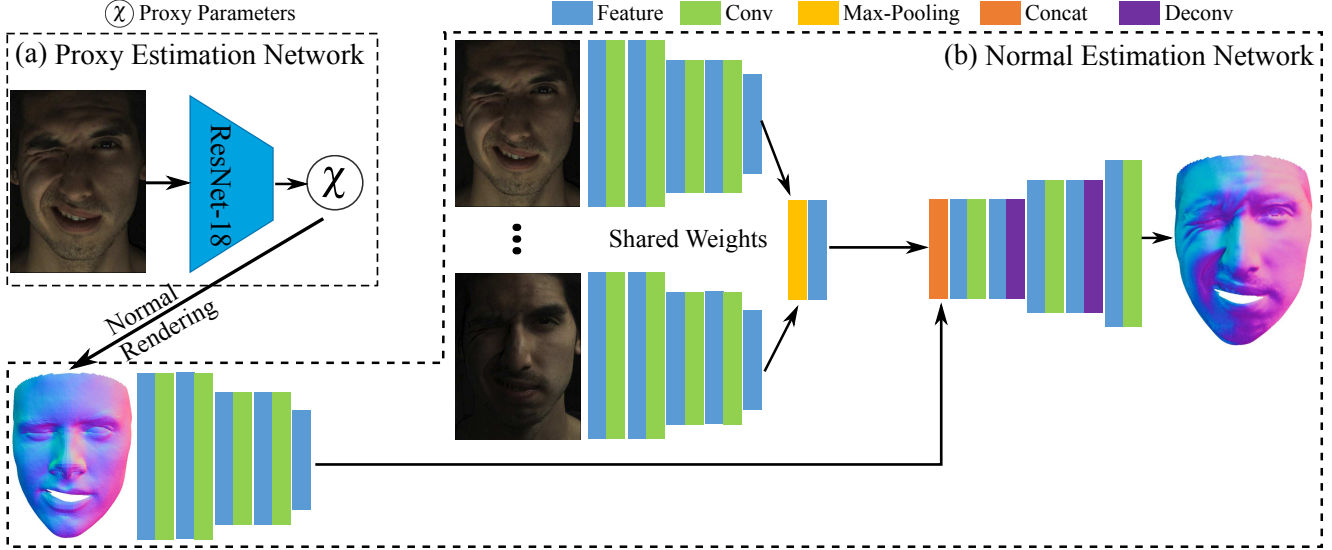 χ Proxy Parameters
Feature Conv Max-Pooling Concat Deconv
(a) Proxy Estimation Network
(b) Normal Estimation Network
ResNet-18
χ
Shared Weights
Normal
Rendering